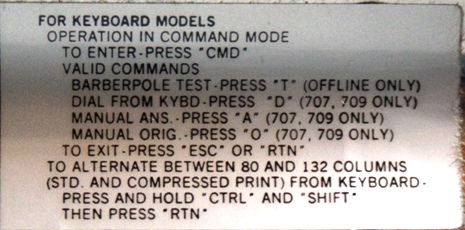 FOR KEYBOARD MODELS
OPERATION IN COMMAND MODE
TO ENTER-PRESS "CMD"
VALID COMMANDS
BARBERPOLE TEST-PRESS "T" (OFFLINE ONLY)
DIAL FROM KYBD-PRESS "D" (707, 709 ONLY)
MANUAL ANS.-PRESS "A" (707, 709 ONLY)
MANUAL ORIG.-PRESS "O" (707, 709 ONLY)
TO EXIT-PRESS "ESC" OR "RTN"
TO ALTERNATE BETWEEN 80 AND 132 COLUMNS
(STD. AND COMPRESSED PRINT) FROM KEYBOARD-
PRESS AND HOLD "CTRL" AND "SHIFT"
THEN PRESS "RTN"